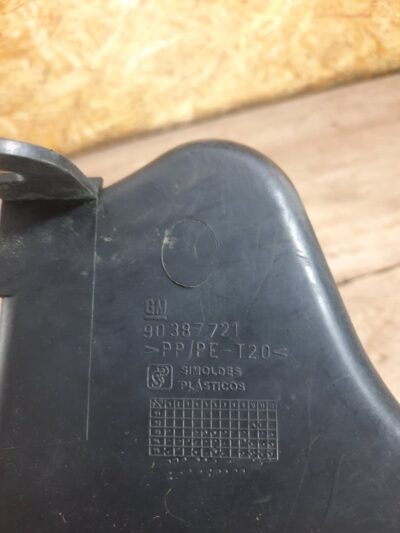 GM
90387721
>PP/PE-T20<
SIMOLDES
PLÁSTICOS